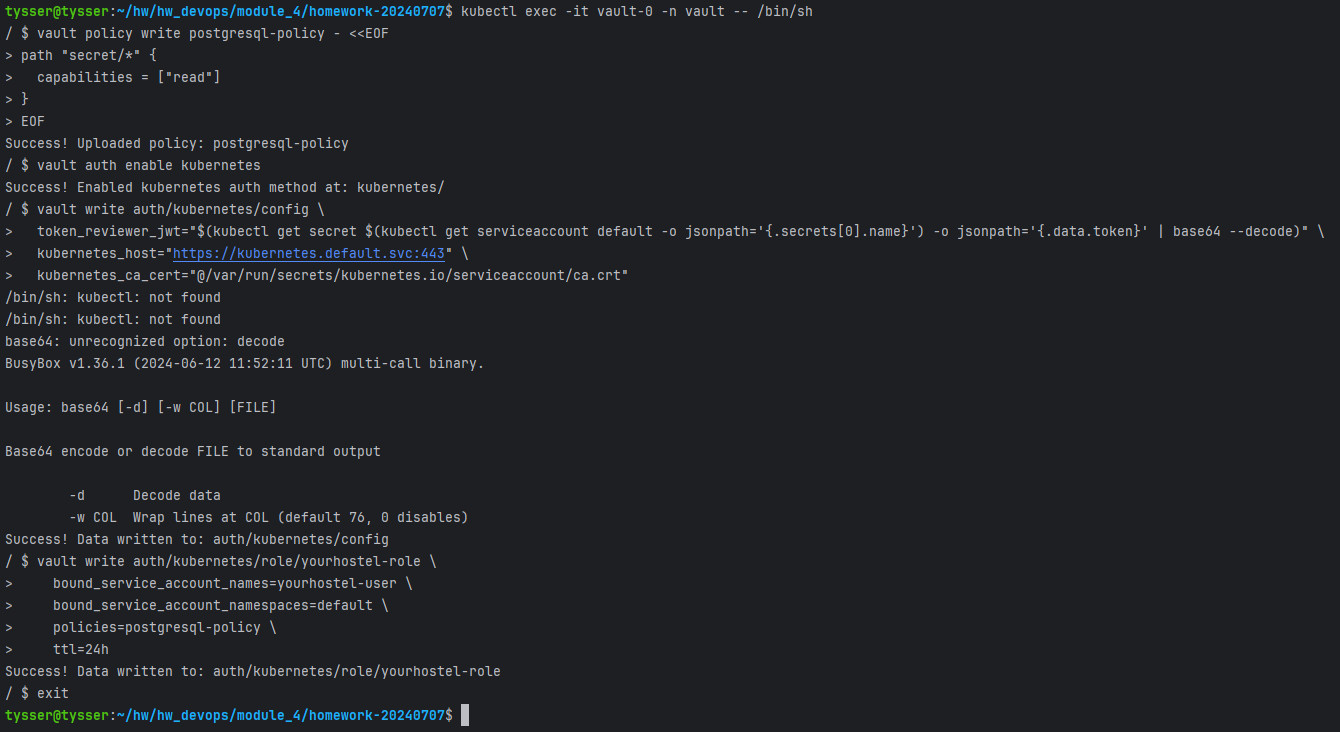 tysser@tysser:~/hw/hw_devops/module_4/homework-20240707$ kubectl exec -it vault-0 -n vault -- /bin/sh
/ $ vault policy write postgresql-policy - <<EOF
> path "secret/*" {
>   capabilities = ["read"]
> }
> EOF
Success! Uploaded policy: postgresql-policy
/ $ vault auth enable kubernetes
Success! Enabled kubernetes auth method at: kubernetes/
/ $ vault write auth/kubernetes/config \
>   token_reviewer_jwt="$(kubectl get secret $(kubectl get serviceaccount default -o jsonpath='{.secrets[0].name}') -o jsonpath='{.data.token}' | base64 --decode)" \
>   kubernetes_host="https://kubernetes.default.svc:443" \
>   kubernetes_ca_cert="@/var/run/secrets/kubernetes.io/serviceaccount/ca.crt"
/bin/sh: kubectl: not found
/bin/sh: kubectl: not found
base64: unrecognized option: decode
BusyBox v1.36.1 (2024-06-12 11:52:11 UTC) multi-call binary.
Usage: base64 [-d] [-w COL] [FILE]
Base64 encode or decode FILE to standard output
        -d      Decode data
        -w COL  Wrap lines at COL (default 76, 0 disables)
Success! Data written to: auth/kubernetes/config
/ $ vault write auth/kubernetes/role/yourhostel-role \
>     bound_service_account_names=yourhostel-user \
>     bound_service_account_namespaces=default \
>     policies=postgresql-policy \
>     ttl=24h
Success! Data written to: auth/kubernetes/role/yourhostel-role
/ $ exit
tysser@tysser:~/hw/hw_devops/module_4/homework-20240707$